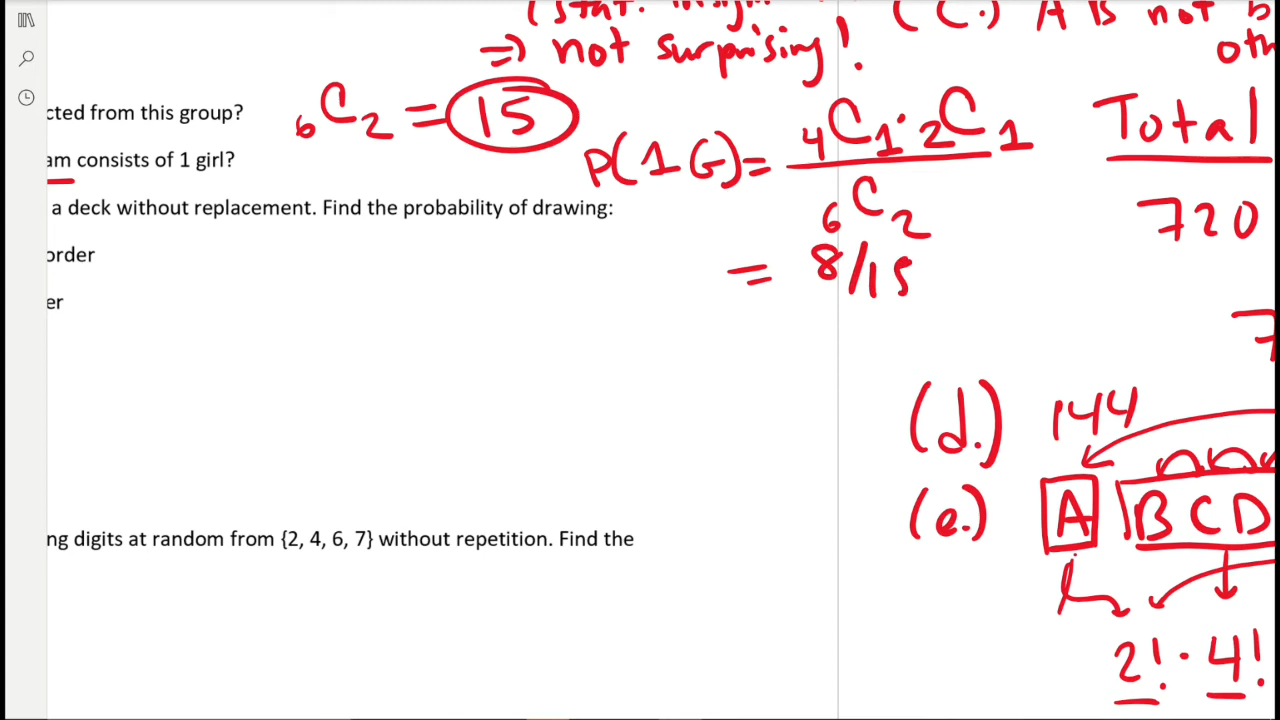 => not surprising!
(C.) A is not b
oth
cted from this group?
₆C₂ = 15
am consists of 1 girl?
P(1G) = ₄C₁ · ₂C₁ / ₆C₂
= 8/15
Total
720
a deck without replacement. Find the probability of drawing:
order
er
7
(d.) 144
(e.) A B C D
ng digits at random from {2, 4, 6, 7} without repetition. Find the
2! · 4!